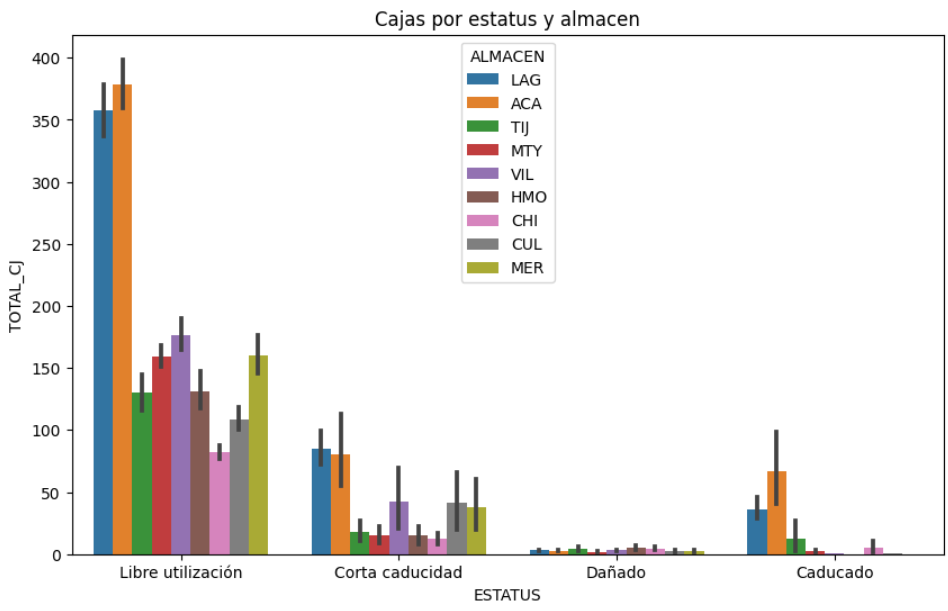 Cajas por estatus y almacen
ALMACEN
LAG
ACA
TIJ
MTY
VIL
HMO
CHI
CUL
MER
TOTAL_CJ
400
350
300
250
200
150
100
50
0
Libre utilización Corta caducidad Dañado Caducado
ESTATUS